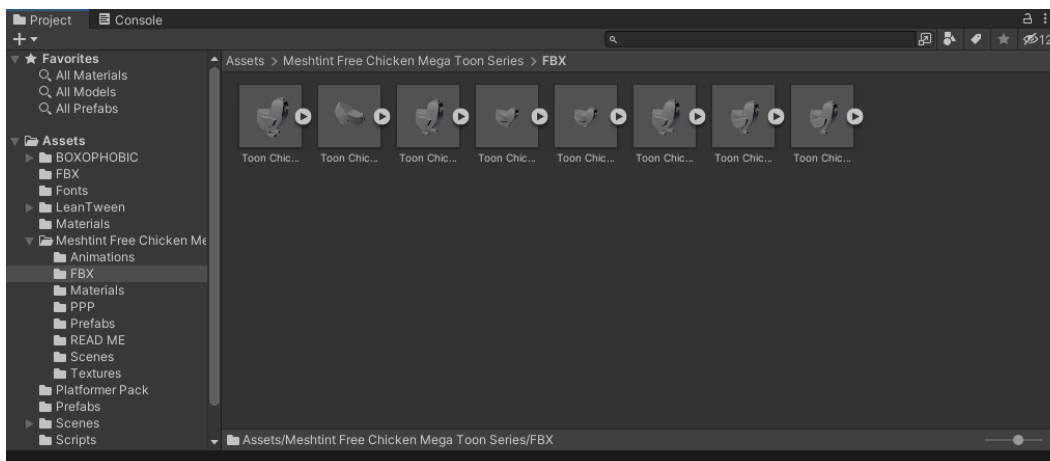 Project
Console
12
Favorites
All Materials
All Models
All Prefabs
Assets
BOXOPHOBIC
FBX
Fonts
LeanTween
Materials
Meshtint Free Chicken Me
Animations
FBX
Materials
PPP
Prefabs
READ ME
Scenes
Textures
Platformer Pack
Prefabs
Scenes
Scripts
Assets > Meshtint Free Chicken Mega Toon Series > FBX
Toon Chic... Toon Chic... Toon Chic... Toon Chic... Toon Chic... Toon Chic... Toon Chic... Toon Chic...
Assets/Meshtint Free Chicken Mega Toon Series/FBX